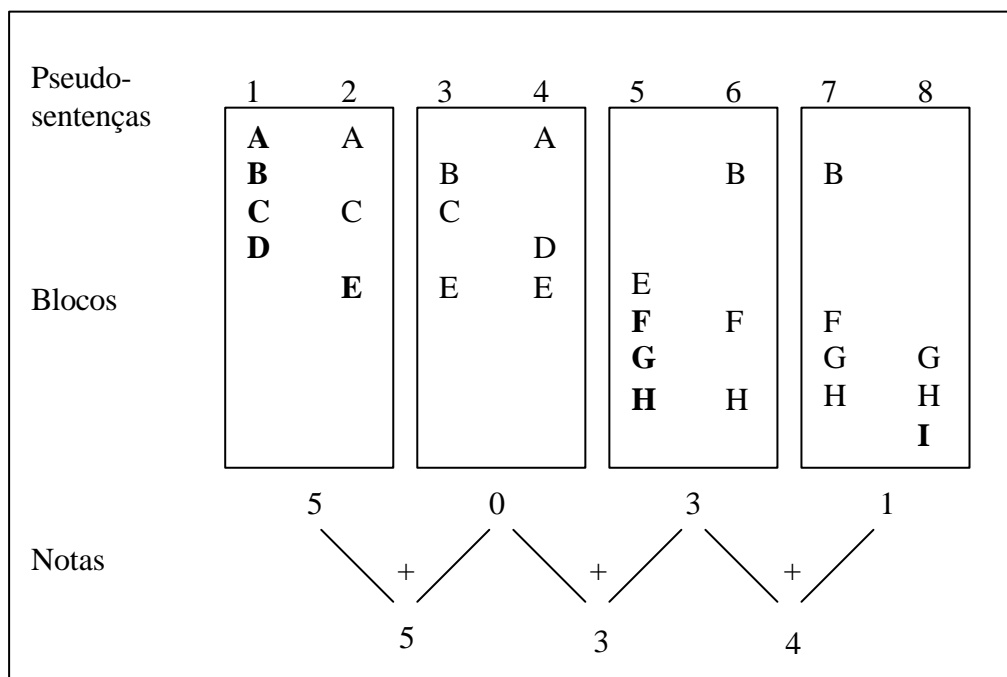 Pseudo-
sentenças
1 2 3 4 5 6 7 8
A A A
B B B B
C C C
D D
Blocos
E E E E
F F F
G G G
H H H H
I
5 0 3 1
Notas
+ + +
5 3 4